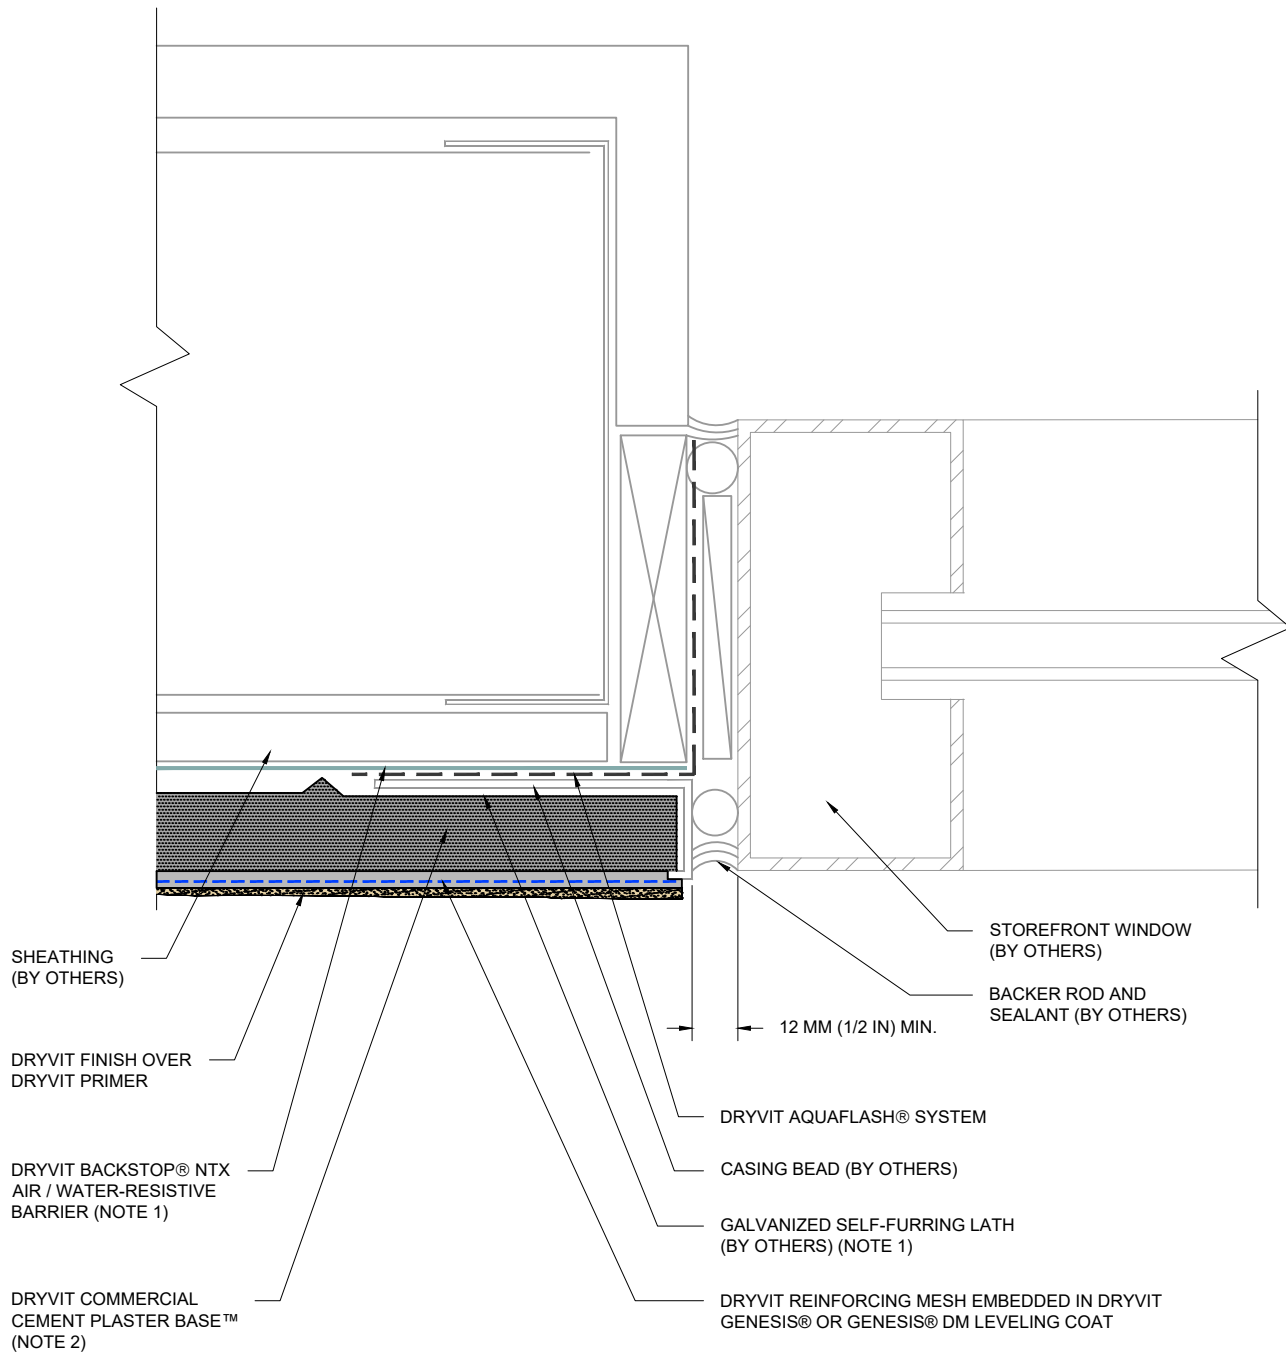 SHEATHING
(BY OTHERS)
DRYVIT FINISH OVER
DRYVIT PRIMER
DRYVIT BACKSTOP® NTX
AIR / WATER-RESISTIVE
BARRIER (NOTE 1)
DRYVIT COMMERCIAL
CEMENT PLASTER BASE™
(NOTE 2)
STOREFRONT WINDOW
(BY OTHERS)
BACKER ROD AND
SEALANT (BY OTHERS)
12 MM (1/2 IN) MIN.
DRYVIT AQUAFLASH® SYSTEM
CASING BEAD (BY OTHERS)
GALVANIZED SELF-FURRING LATH
(BY OTHERS) (NOTE 1)
DRYVIT REINFORCING MESH EMBEDDED IN DRYVIT
GENESIS® OR GENESIS® DM LEVELING COAT